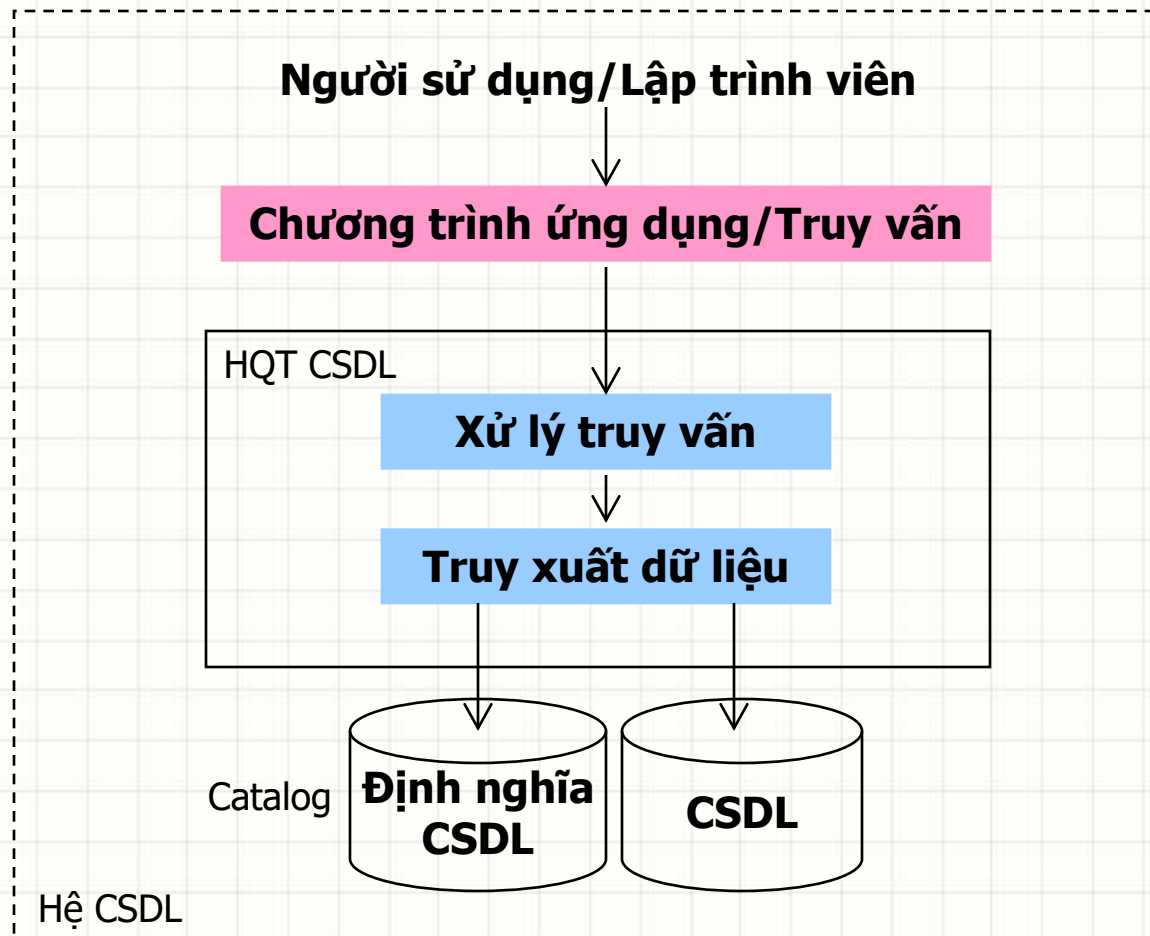 Người sử dụng/Lập trình viên
Chương trình ứng dụng/Truy vấn
HQT CSDL
Xử lý truy vấn
Truy xuất dữ liệu
Catalog
Định nghĩa
CSDL
CSDL
Hệ CSDL